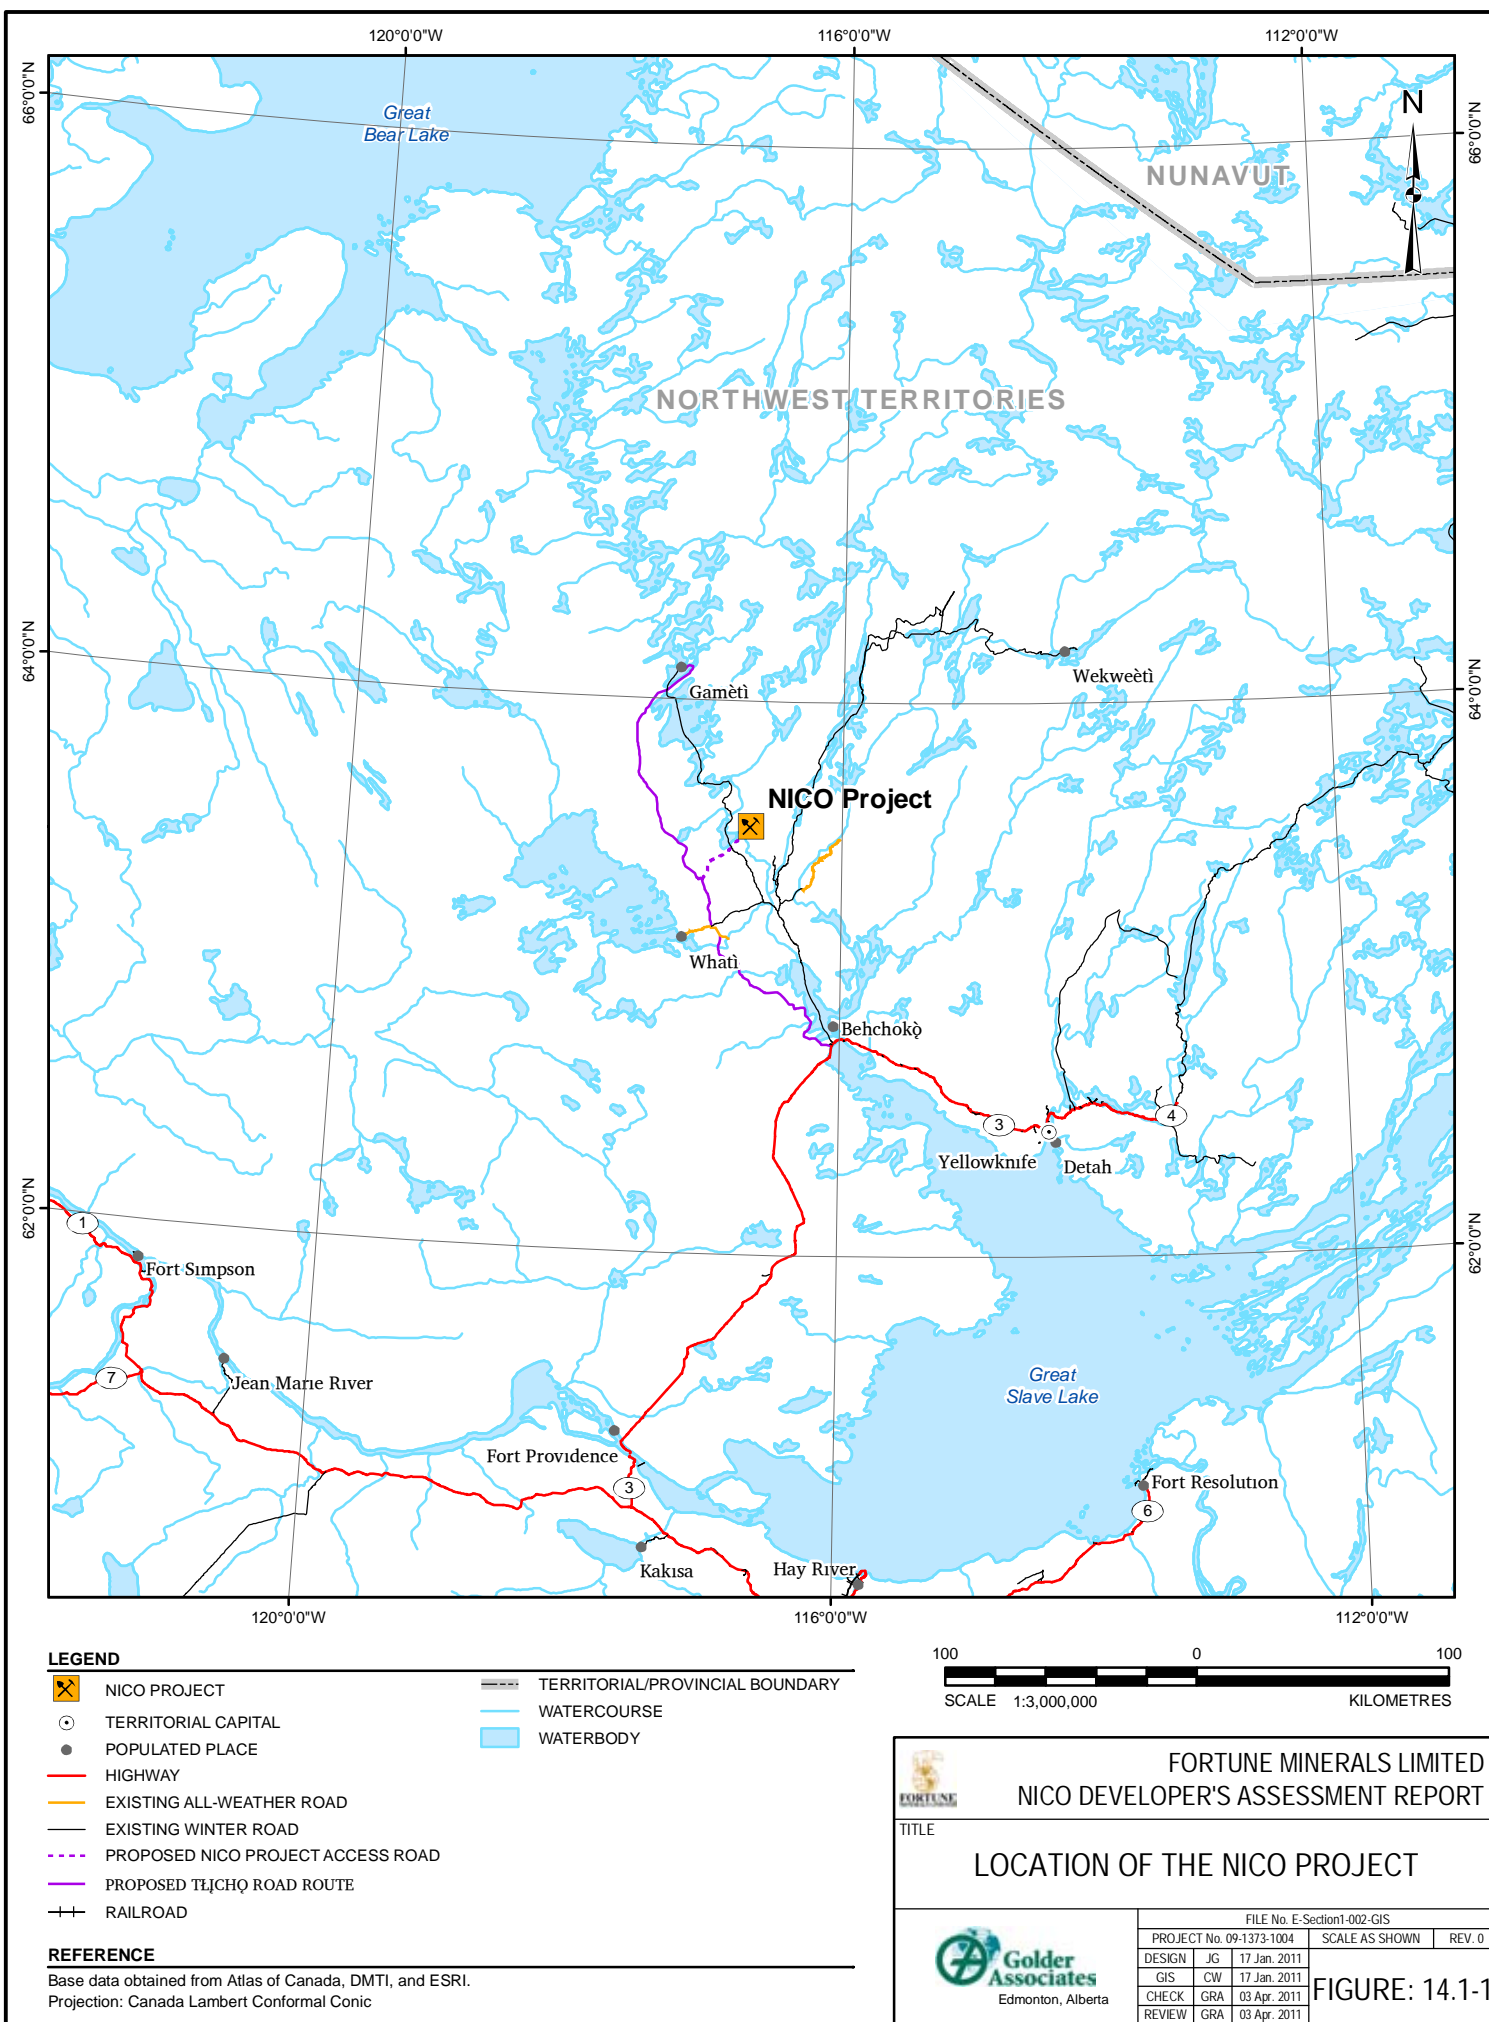 120°0'0"W
116°0'0"W
112°0'0"W
66°0'0"N
66°0'0"N
Great
Bear Lake
N
NUNAVUT
NORTHWEST TERRITORIES
64°0'0"N
64°0'0"N
Gamètì
Wekweètì
NICO Project
Whatì
Behchokǫ̀
3
4
Yellowknife
Detah
62°0'0"N
62°0'0"N
1
Fort Simpson
7
Jean Marie River
Great
Slave Lake
Fort Providence
3
Fort Resolution
6
Kakisa
Hay River
120°0'0"W
116°0'0"W
112°0'0"W
LEGEND
NICO PROJECT
TERRITORIAL CAPITAL
POPULATED PLACE
HIGHWAY
EXISTING ALL-WEATHER ROAD
EXISTING WINTER ROAD
PROPOSED NICO PROJECT ACCESS ROAD
PROPOSED TŁĮCHǪ ROAD ROUTE
RAILROAD
TERRITORIAL/PROVINCIAL BOUNDARY
WATERCOURSE
WATERBODY
REFERENCE
Base data obtained from Atlas of Canada, DMTI, and ESRI.
Projection: Canada Lambert Conformal Conic
100 0 100
SCALE 1:3,000,000 KILOMETRES
FORTUNE
FORTUNE MINERALS LIMITED
NICO DEVELOPER'S ASSESSMENT REPORT
TITLE
LOCATION OF THE NICO PROJECT
Golder
Associates
Edmonton, Alberta
FILE No. E-Section1-002-GIS
PROJECT No. 09-1373-1004 SCALE AS SHOWN REV. 0
DESIGN JG 17 Jan. 2011
GIS CW 17 Jan. 2011
CHECK GRA 03 Apr. 2011
REVIEW GRA 03 Apr. 2011
FIGURE: 14.1-1